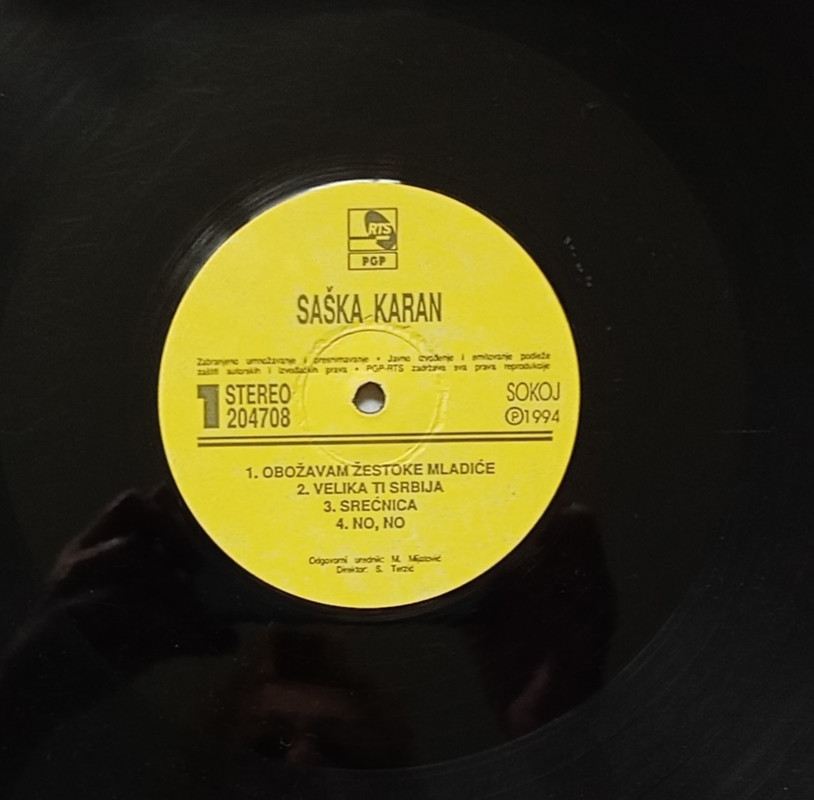 RTS
PGP
SAŠKA KARAN
Zabranjeno umnožavanje i presnimavanje • Javno izvođenje i emitovanje podleže
zaštiti autorskih i izvođačkih prava • PGP-RTS zadržava sva prava reprodukcije
1 STEREO
204708
SOKOJ
Ⓟ1994
1. OBOŽAVAM ŽESTOKE MLADIĆE
2. VELIKA TI SRBIJA
3. SREĆNICA
4. NO, NO
Odgovorni urednik: M.
Direktor: S. Terzić